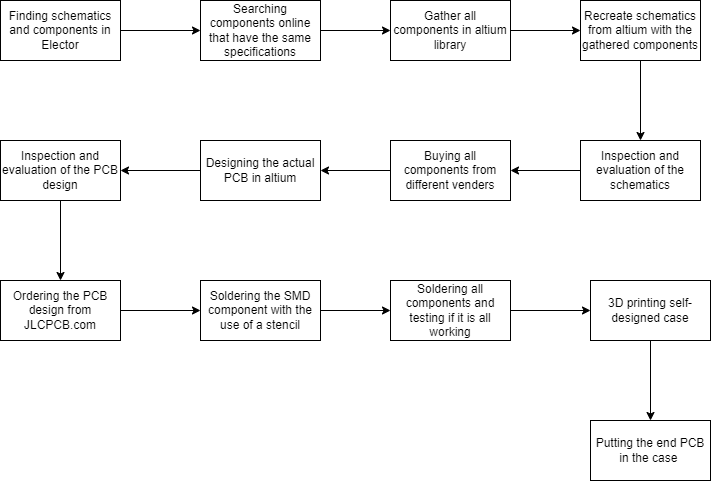 Finding schematics
and components in
Elector
Searching
components online
that have the same
specifications
Gather all
components in altium
library
Recreate schematics
from altium with the
gathered components
Inspection and
evaluation of the PCB
design
Designing the actual
PCB in altium
Buying all
components from
different venders
Inspection and
evaluation of the
schematics
Ordering the PCB
design from
JLCPCB.com
Soldering the SMD
component with the
use of a stencil
Soldering all
components and
testing if it is all
working
3D printing self-
designed case
Putting the end PCB
in the case